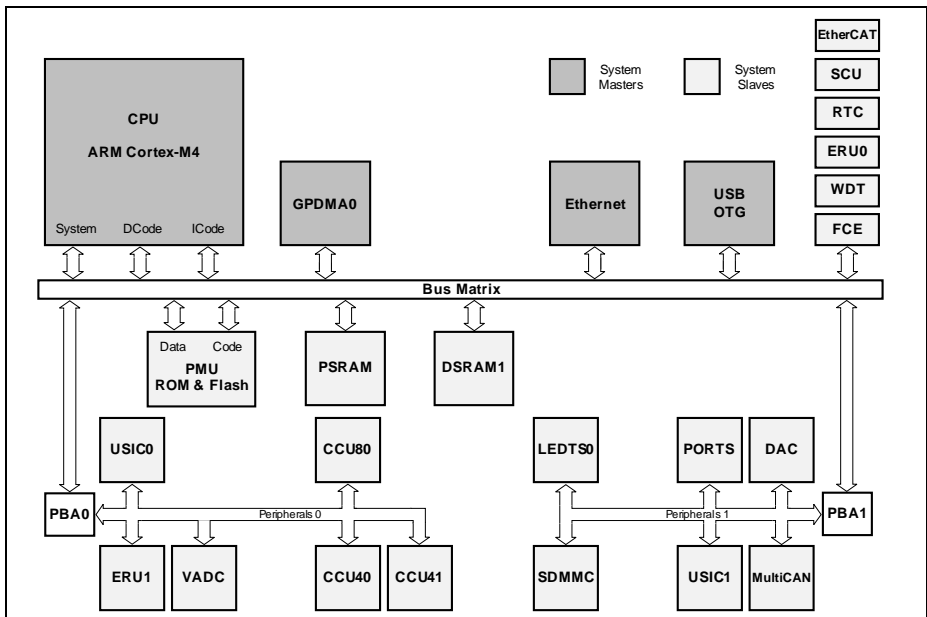 EtherCAT
System
Masters
System
Slaves
SCU
CPU
ARM Cortex-M4
RTC
ERU0
GPDMA0
Ethernet
USB
OTG
WDT
System DCode ICode
FCE
Bus Matrix
Data Code
PMU
ROM & Flash
PSRAM
DSRAM1
USIC0
CCU80
LEDTS0
PORTS
DAC
PBA0
Peripherals 0
Peripherals 1
PBA1
ERU1
VADC
CCU40
CCU41
SDMMC
USIC1
MultiCAN